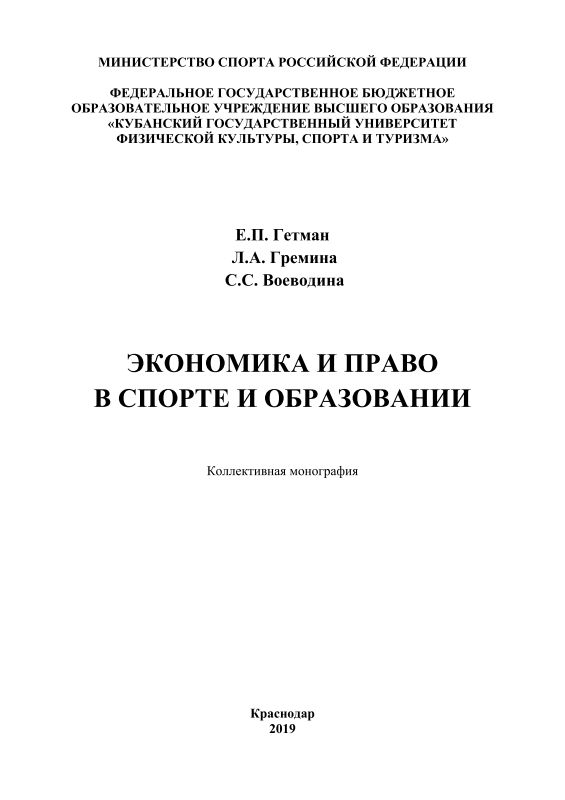 МИНИСТЕРСТВО СПОРТА РОССИЙСКОЙ ФЕДЕРАЦИИ
ФЕДЕРАЛЬНОЕ ГОСУДАРСТВЕННОЕ БЮДЖЕТНОЕ
ОБРАЗОВАТЕЛЬНОЕ УЧРЕЖДЕНИЕ ВЫСШЕГО ОБРАЗОВАНИЯ
«КУБАНСКИЙ ГОСУДАРСТВЕННЫЙ УНИВЕРСИТЕТ
ФИЗИЧЕСКОЙ КУЛЬТУРЫ, СПОРТА И ТУРИЗМА»
Е.П. Гетман
Л.А. Гремина
С.С. Воеводина
ЭКОНОМИКА И ПРАВО
В СПОРТЕ И ОБРАЗОВАНИИ
Коллективная монография
Краснодар
2019